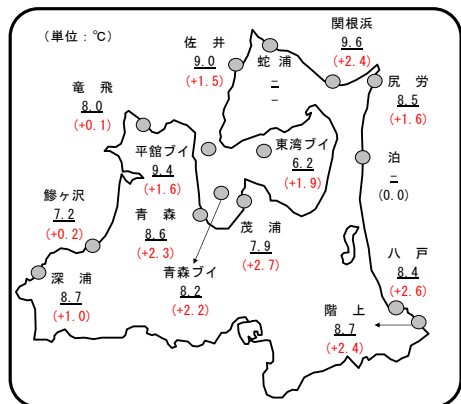 (単位：℃)
関根浜
9.6
(+2.4)
佐井
9.0
(+1.5)
蛇浦
－
－
尻労
8.5
(+1.6)
竜飛
8.0
(+0.1)
平舘ブイ
9.4
(+1.6)
東湾ブイ
6.2
(+1.9)
泊
－
(0.0)
鰺ヶ沢
7.2
(+0.2)
青森
8.6
(+2.3)
茂浦
7.9
(+2.7)
八戸
8.4
(+2.6)
深浦
8.7
(+1.0)
青森ブイ
8.2
(+2.2)
階上
8.7
(+2.4)